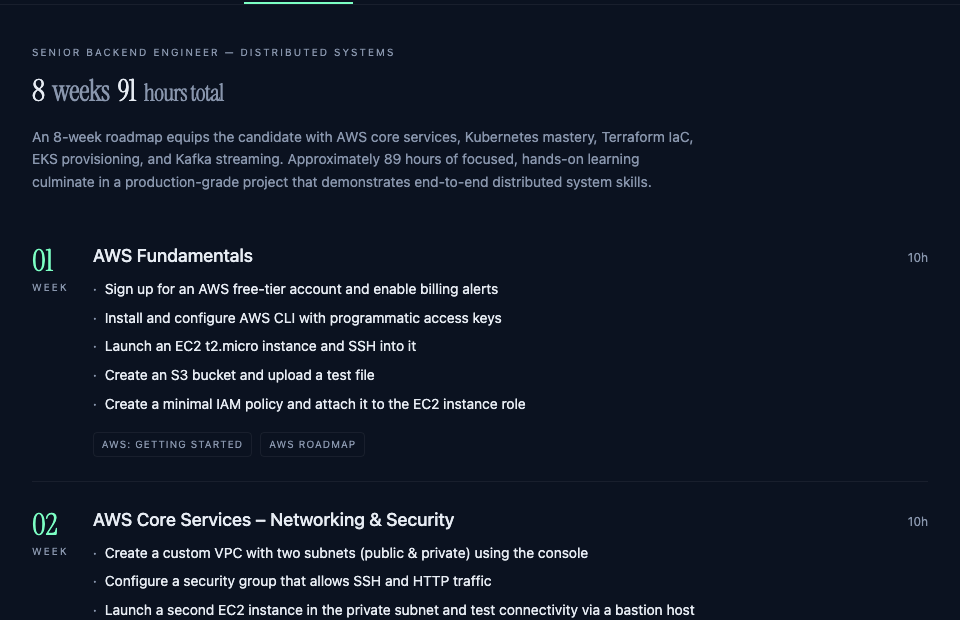 SENIOR BACKEND ENGINEER — DISTRIBUTED SYSTEMS
8 weeks 91 hours total
An 8-week roadmap equips the candidate with AWS core services, Kubernetes mastery, Terraform IaC,
EKS provisioning, and Kafka streaming. Approximately 89 hours of focused, hands-on learning
culminate in a production-grade project that demonstrates end-to-end distributed system skills.
01 AWS Fundamentals 10h
WEEK
· Sign up for an AWS free-tier account and enable billing alerts
· Install and configure AWS CLI with programmatic access keys
· Launch an EC2 t2.micro instance and SSH into it
· Create an S3 bucket and upload a test file
· Create a minimal IAM policy and attach it to the EC2 instance role
AWS: GETTING STARTED AWS ROADMAP
02 AWS Core Services – Networking & Security 10h
WEEK
· Create a custom VPC with two subnets (public & private) using the console
· Configure a security group that allows SSH and HTTP traffic
· Launch a second EC2 instance in the private subnet and test connectivity via a bastion host